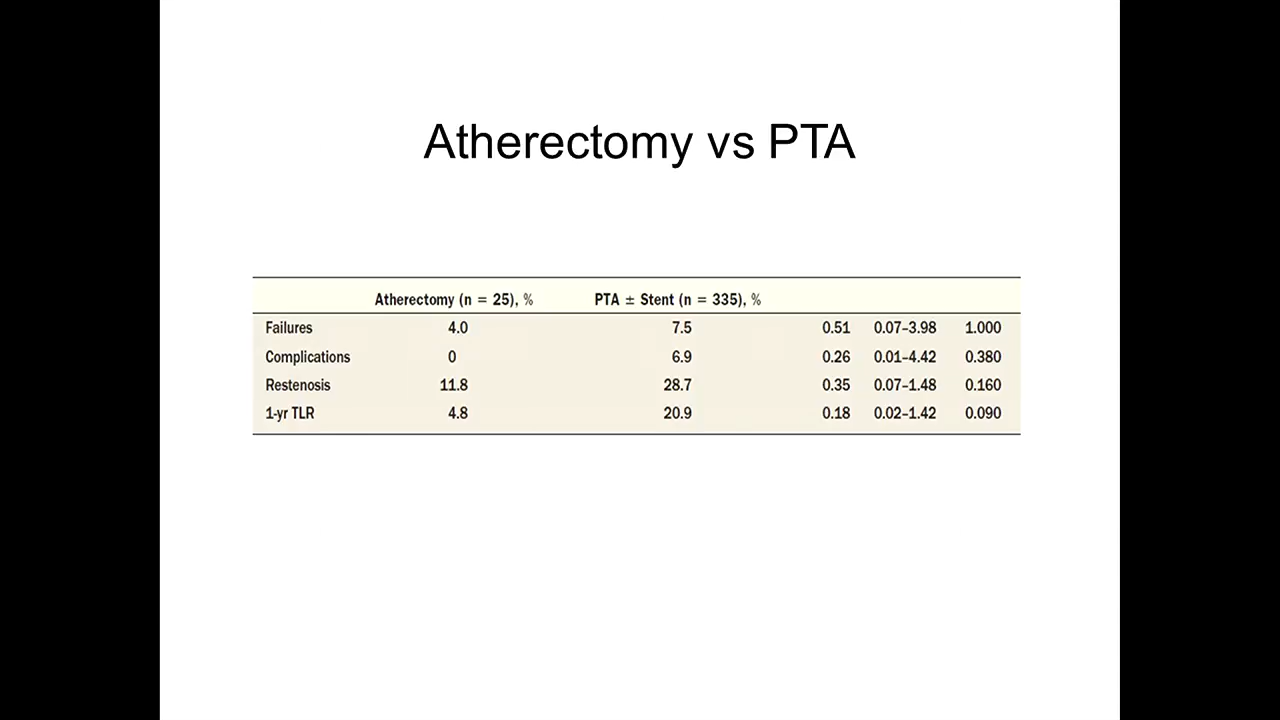 Atherectomy vs PTA
Atherectomy (n = 25), % PTA ± Stent (n = 335), %
Failures 4.0 7.5 0.51 0.07–3.98 1.000
Complications 0 6.9 0.26 0.01–4.42 0.380
Restenosis 11.8 28.7 0.35 0.07–1.48 0.160
1-yr TLR 4.8 20.9 0.18 0.02–1.42 0.090